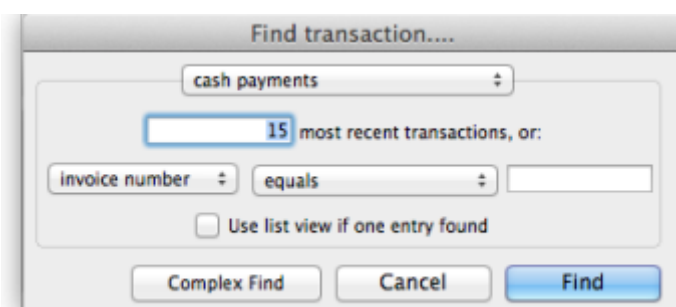 Find transaction....
cash payments
15 most recent transactions, or:
invoice number equals
Use list view if one entry found
Complex Find Cancel Find